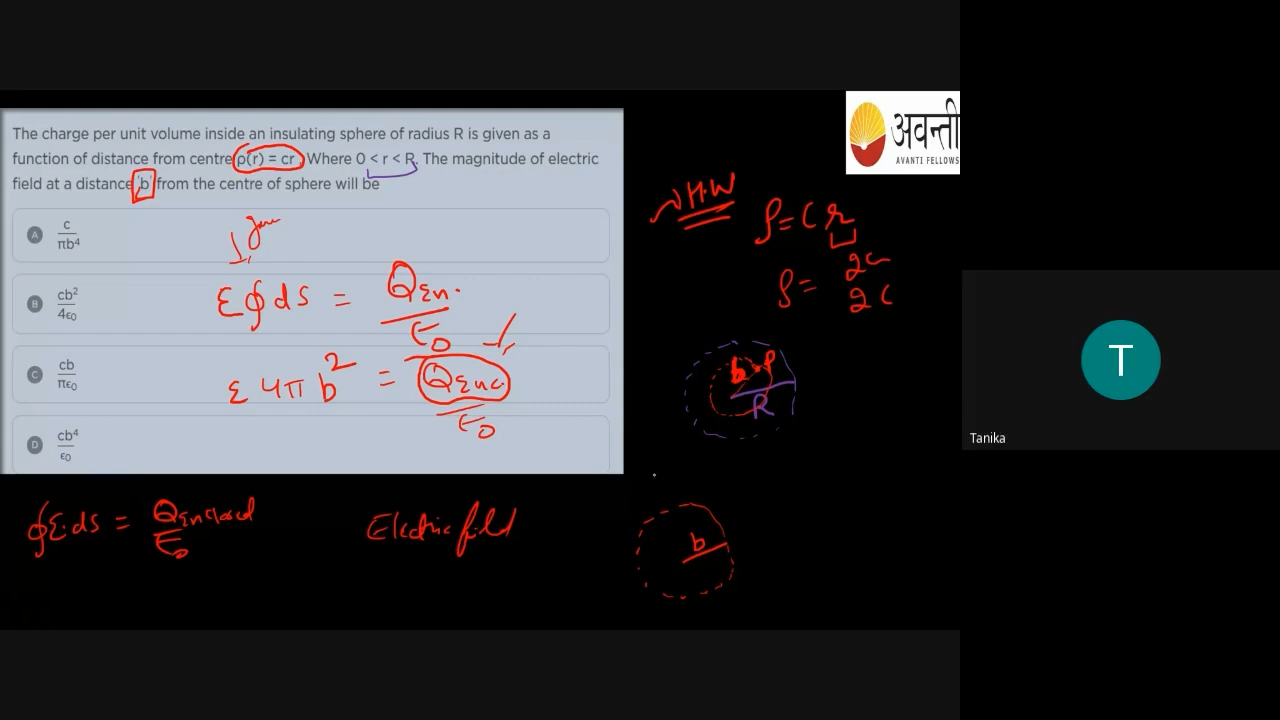 The charge per unit volume inside an insulating sphere of radius R is given as a
function of distance from centre ρ(r) = cr . Where 0 < r < R. The magnitude of electric
field at a distance 'b' from the centre of sphere will be
A c/πb⁴
B cb²/4ε₀
C cb/πε₀
D cb⁴/ε₀
E∮ds = QEn./ε₀
E 4π b² = QEnc/ε₀
∮E.ds = QEnclosed/ε₀
Electric field
H.W
ρ = C r
ρ =
2C
b
ρ
R
b
अवन्ती
AVANTI FELLOWS
T
Tanika